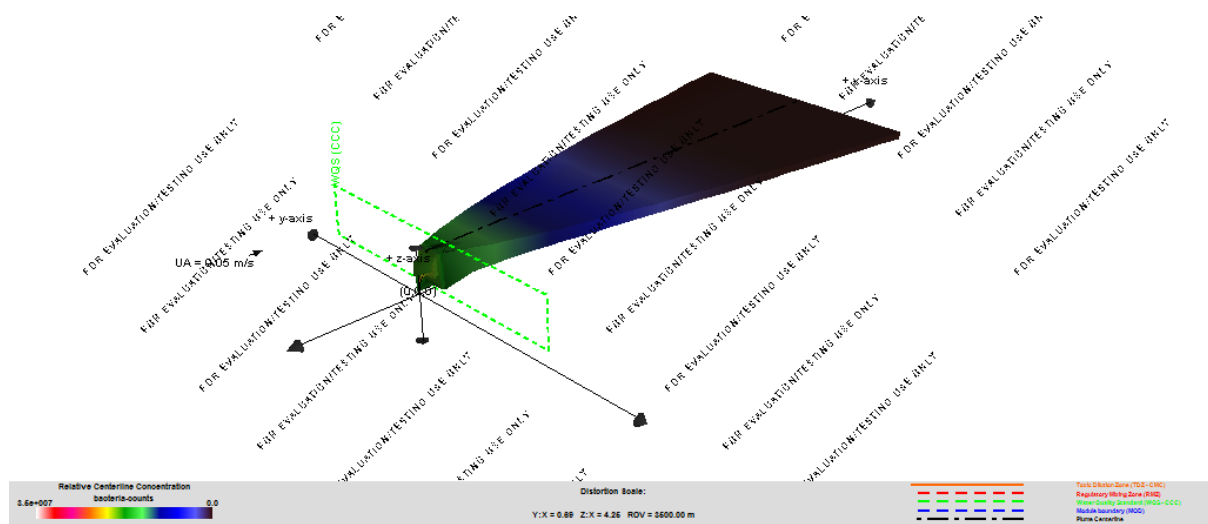 FOR EVALUATION/TESTING USE ONLY
+ x-axis
WQS (CCC)
+ y-axis
UA = 0.05 m/s
+ z-axis
(0,0,0)
Relative Centerline Concentration
bacteria-counts
3.5e+007 0.0
Distortion Scale:
Y:X = 0.69 Z:X = 4.25 ROV = 3500.00 m
Toxic Dilution Zone (TDZ - CMC)
Regulatory Mixing Zone (RMZ)
Water Quality Standard (WQS - CCC)
Module boundary (MOD)
Plume Centerline